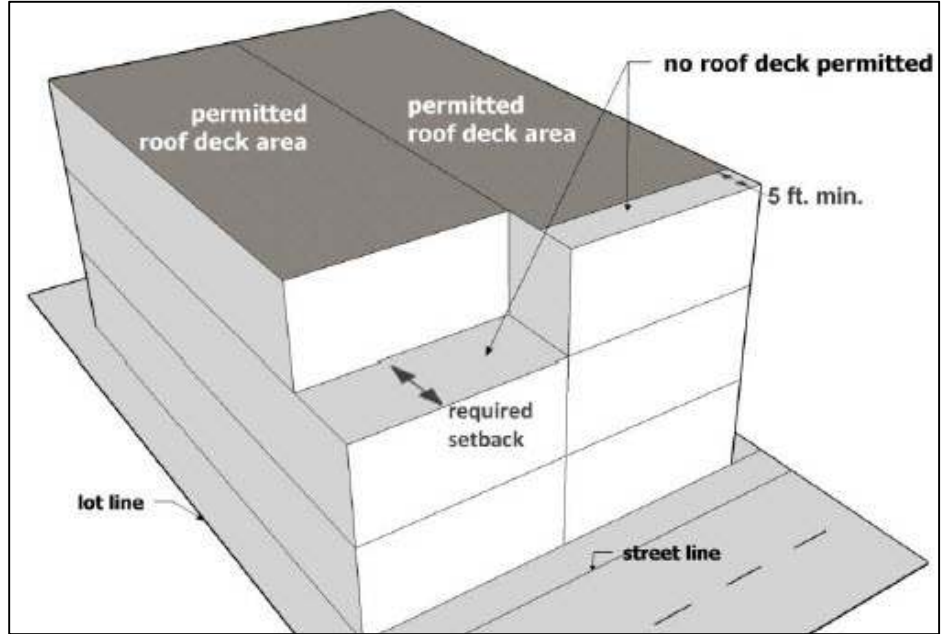 no roof deck permitted
permitted
roof deck area
permitted
roof deck area
5 ft. min.
required
setback
lot line
street line